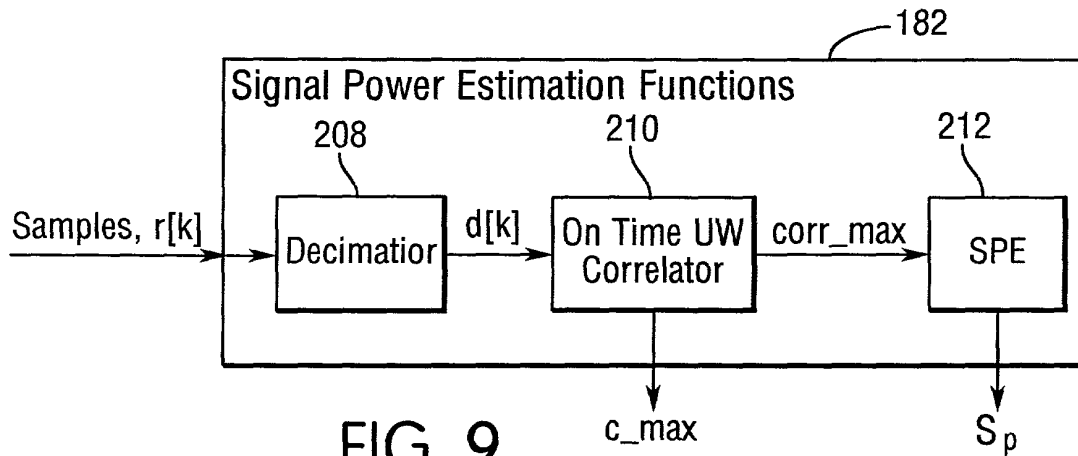 182
Signal Power Estimation Functions
208
210
212
Samples, r[k]
Decimatior
d[k]
On Time UW
Correlator
corr_max
SPE
FIG. 9
c_max
Sp